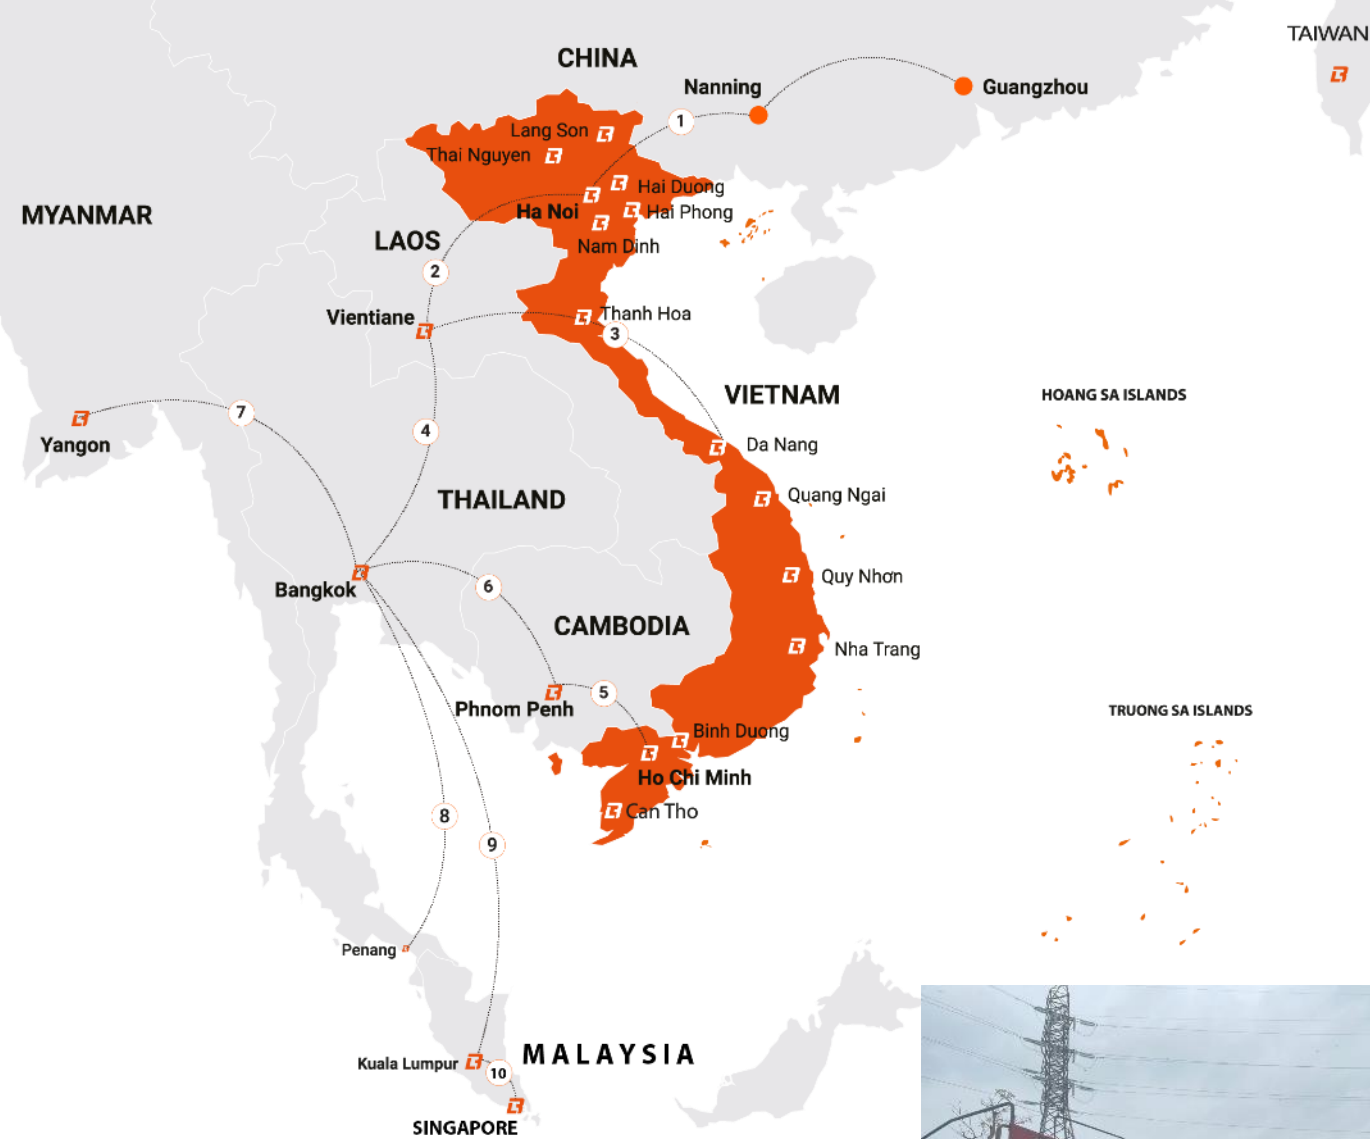 TAIWAN
CHINA
Nanning
Guangzhou
1
Lang Son
Thai Nguyen
Hai Duong
MYANMAR
Ha Noi
Hai Phong
LAOS
Nam Dinh
2
Vientiane
Thanh Hoa
3
VIETNAM
HOANG SA ISLANDS
7
4
Yangon
Da Nang
THAILAND
Quang Ngai
Bangkok
6
Quy Nhơn
CAMBODIA
Nha Trang
5
Phnom Penh
TRUONG SA ISLANDS
Binh Duong
Ho Chi Minh
8
Can Tho
9
Penang
Kuala Lumpur
MALAYSIA
10
SINGAPORE